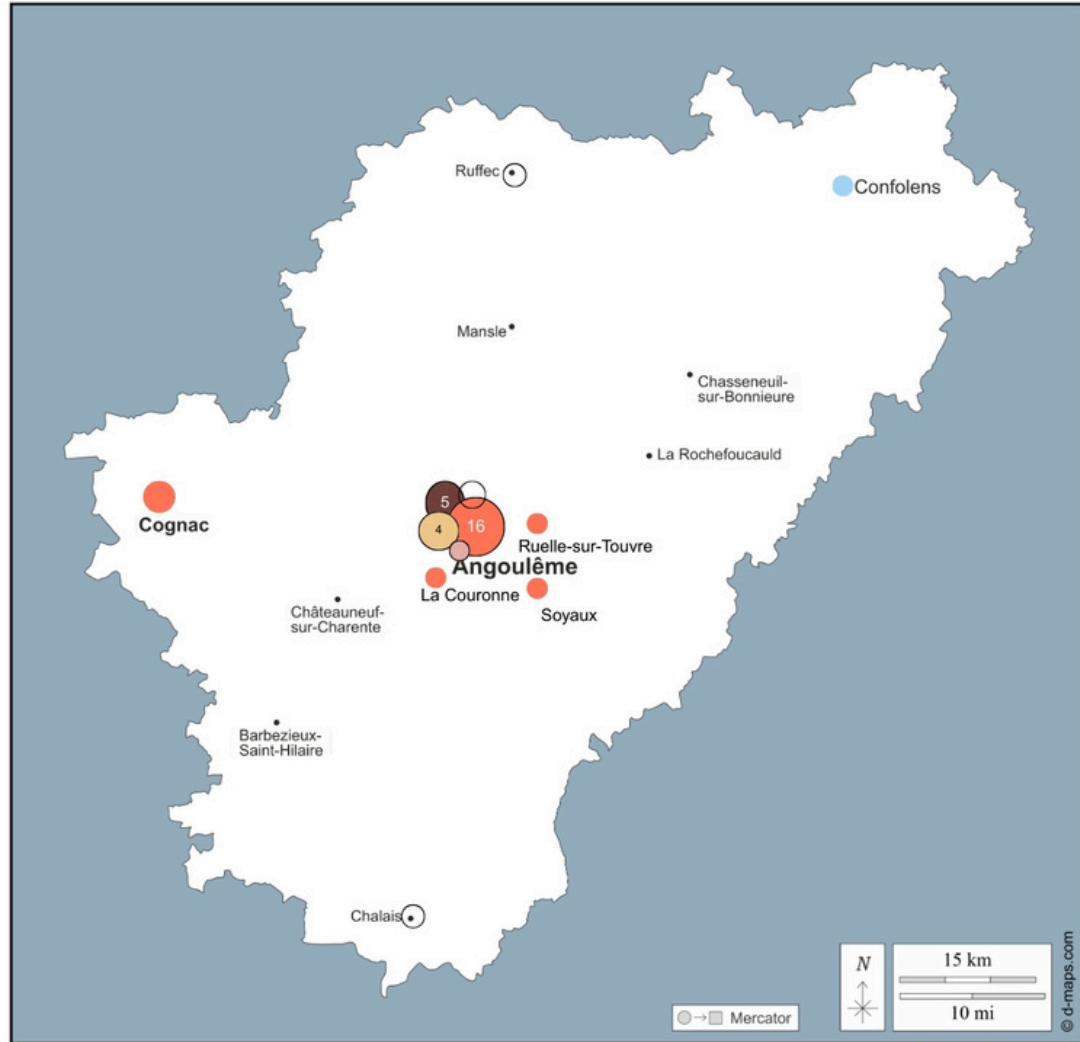 Ruffec
Confolens
Mansle
Chasseneuil-
sur-Bonnieure
La Rochefoucauld
5
4
16
Cognac
Ruelle-sur-Touvre
Angoulême
La Couronne
Châteauneuf-
sur-Charente
Soyaux
Barbezieux-
Saint-Hilaire
Chalais
N
15 km
10 mi
Mercator
© d-maps.com